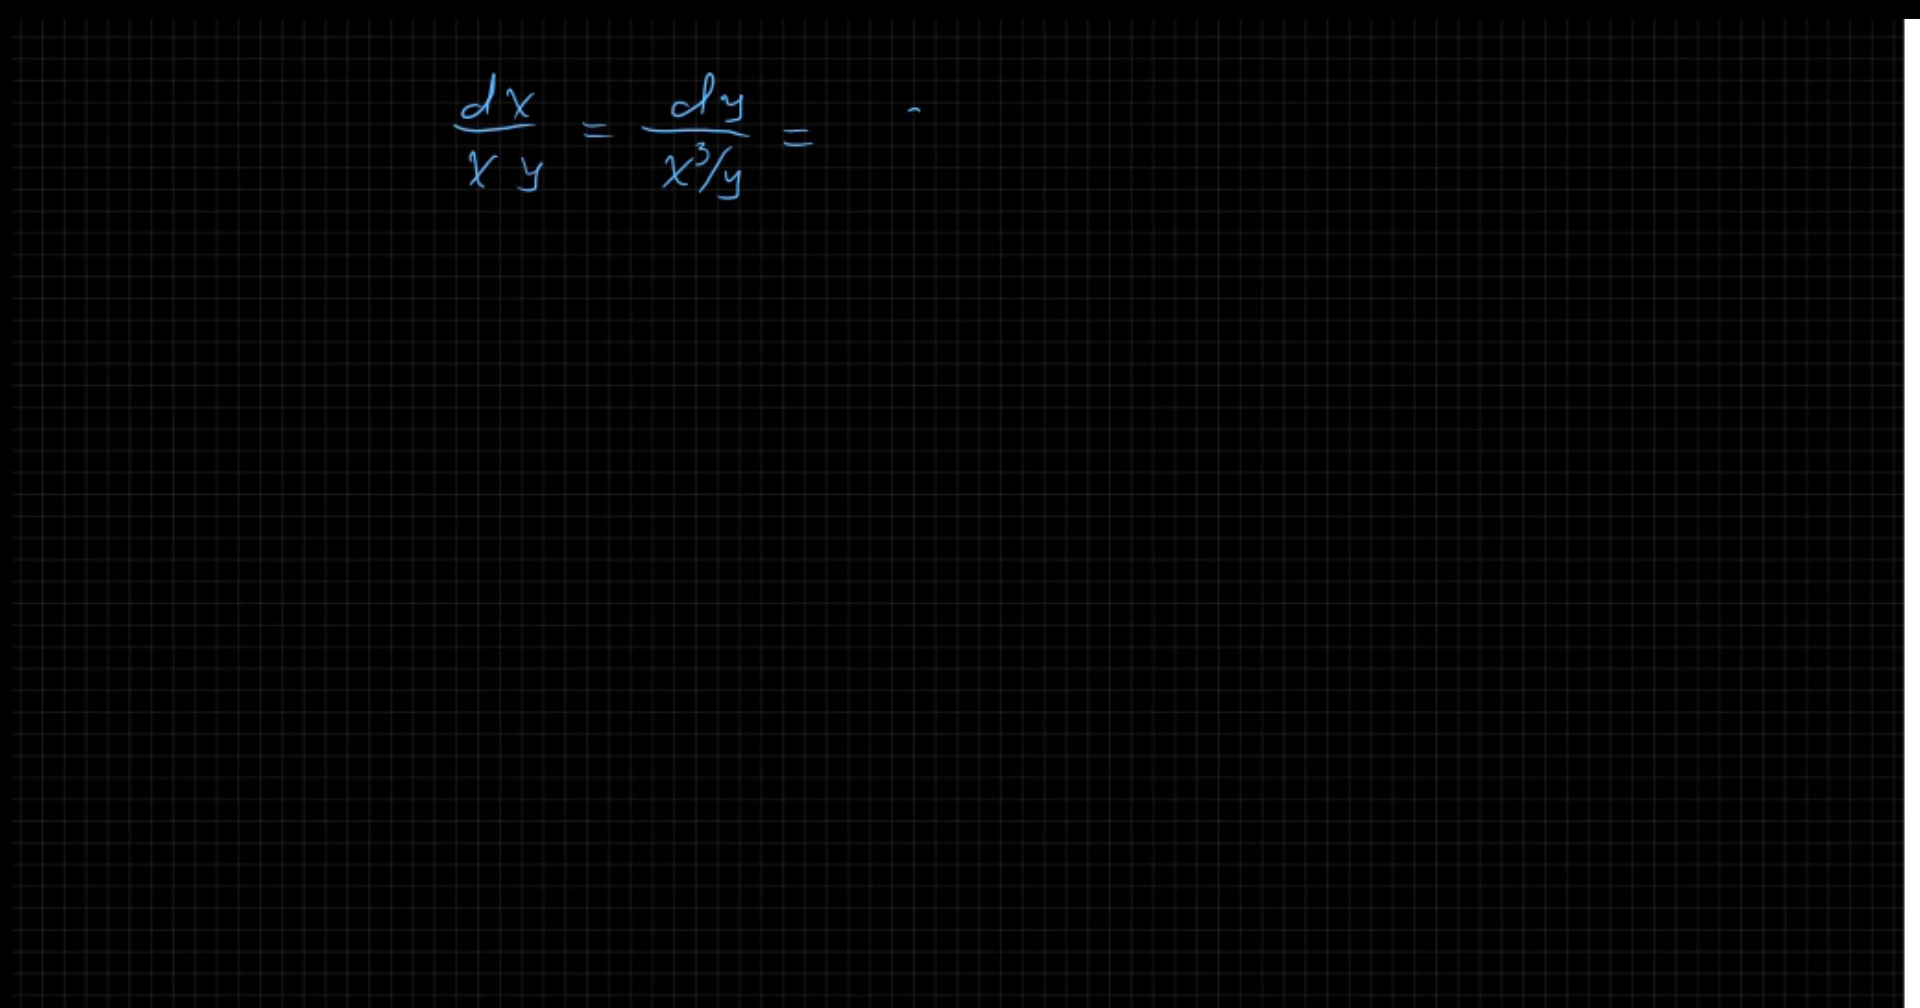 dx/(x y) = dy/(x³/y) =